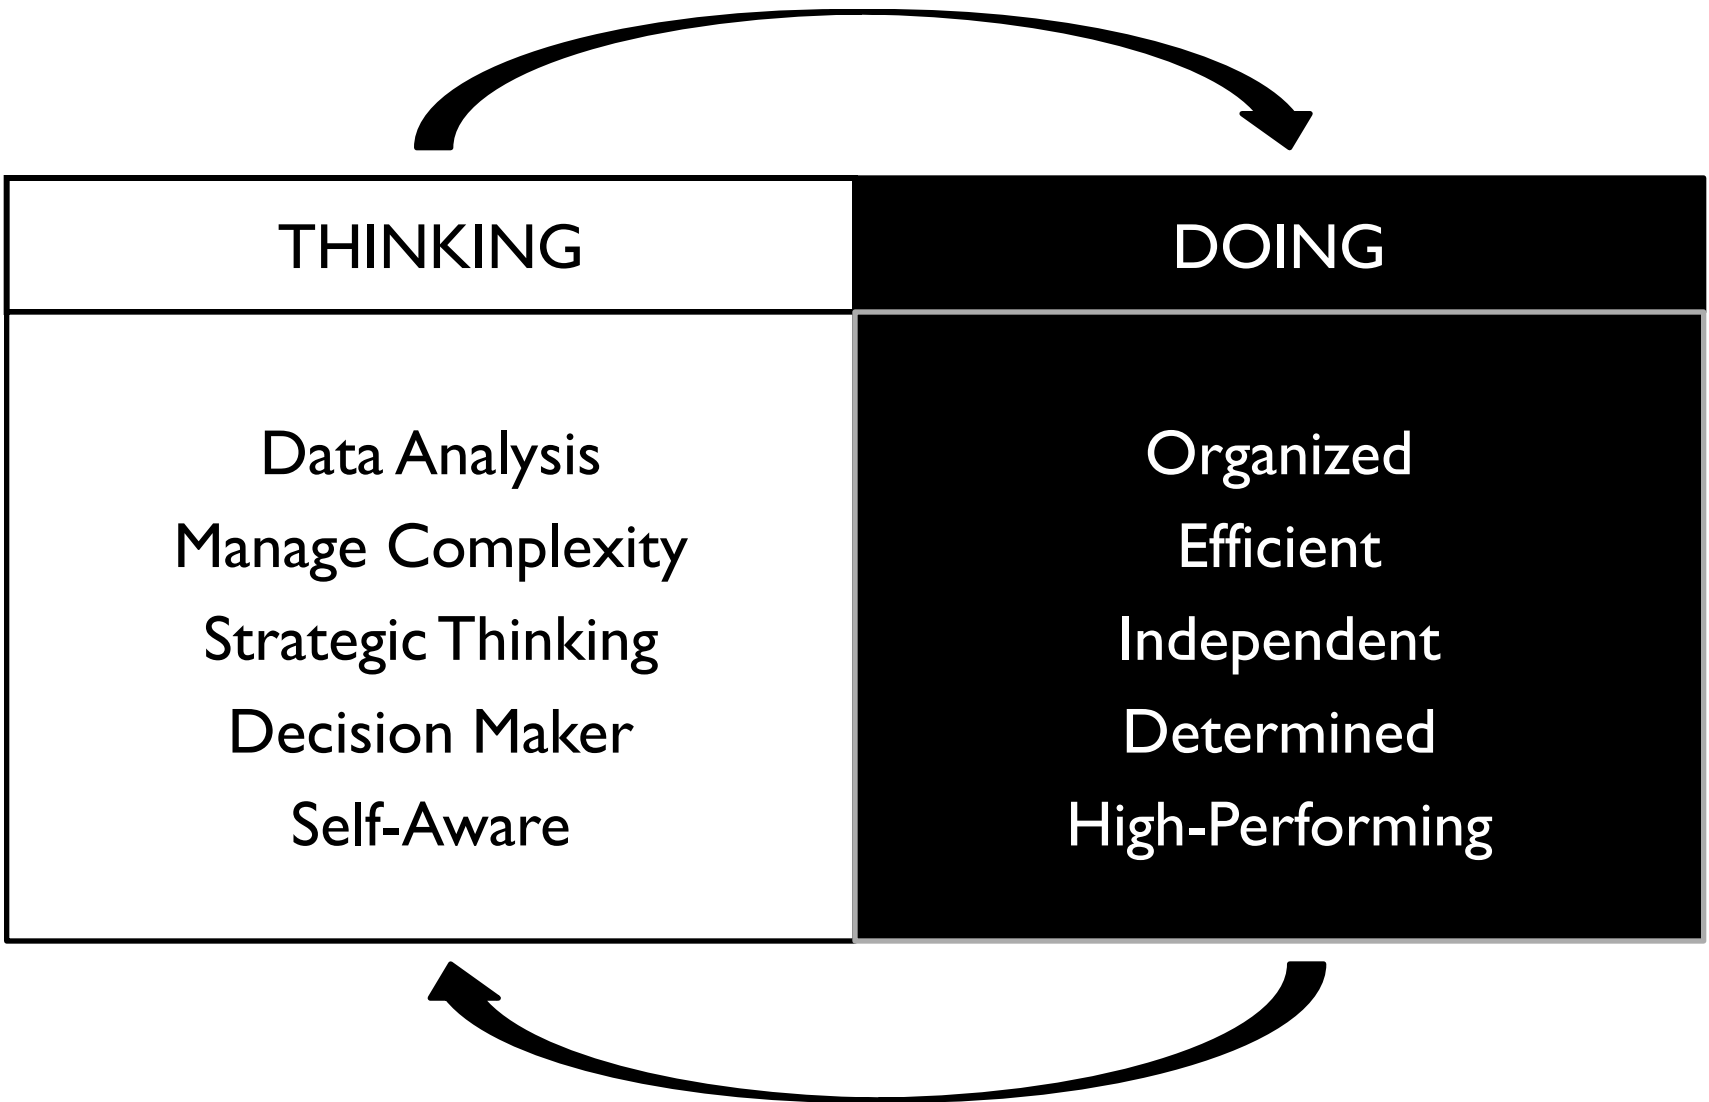 THINKING
DOING
Data Analysis
Manage Complexity
Strategic Thinking
Decision Maker
Self-Aware
Organized
Efficient
Independent
Determined
High-Performing